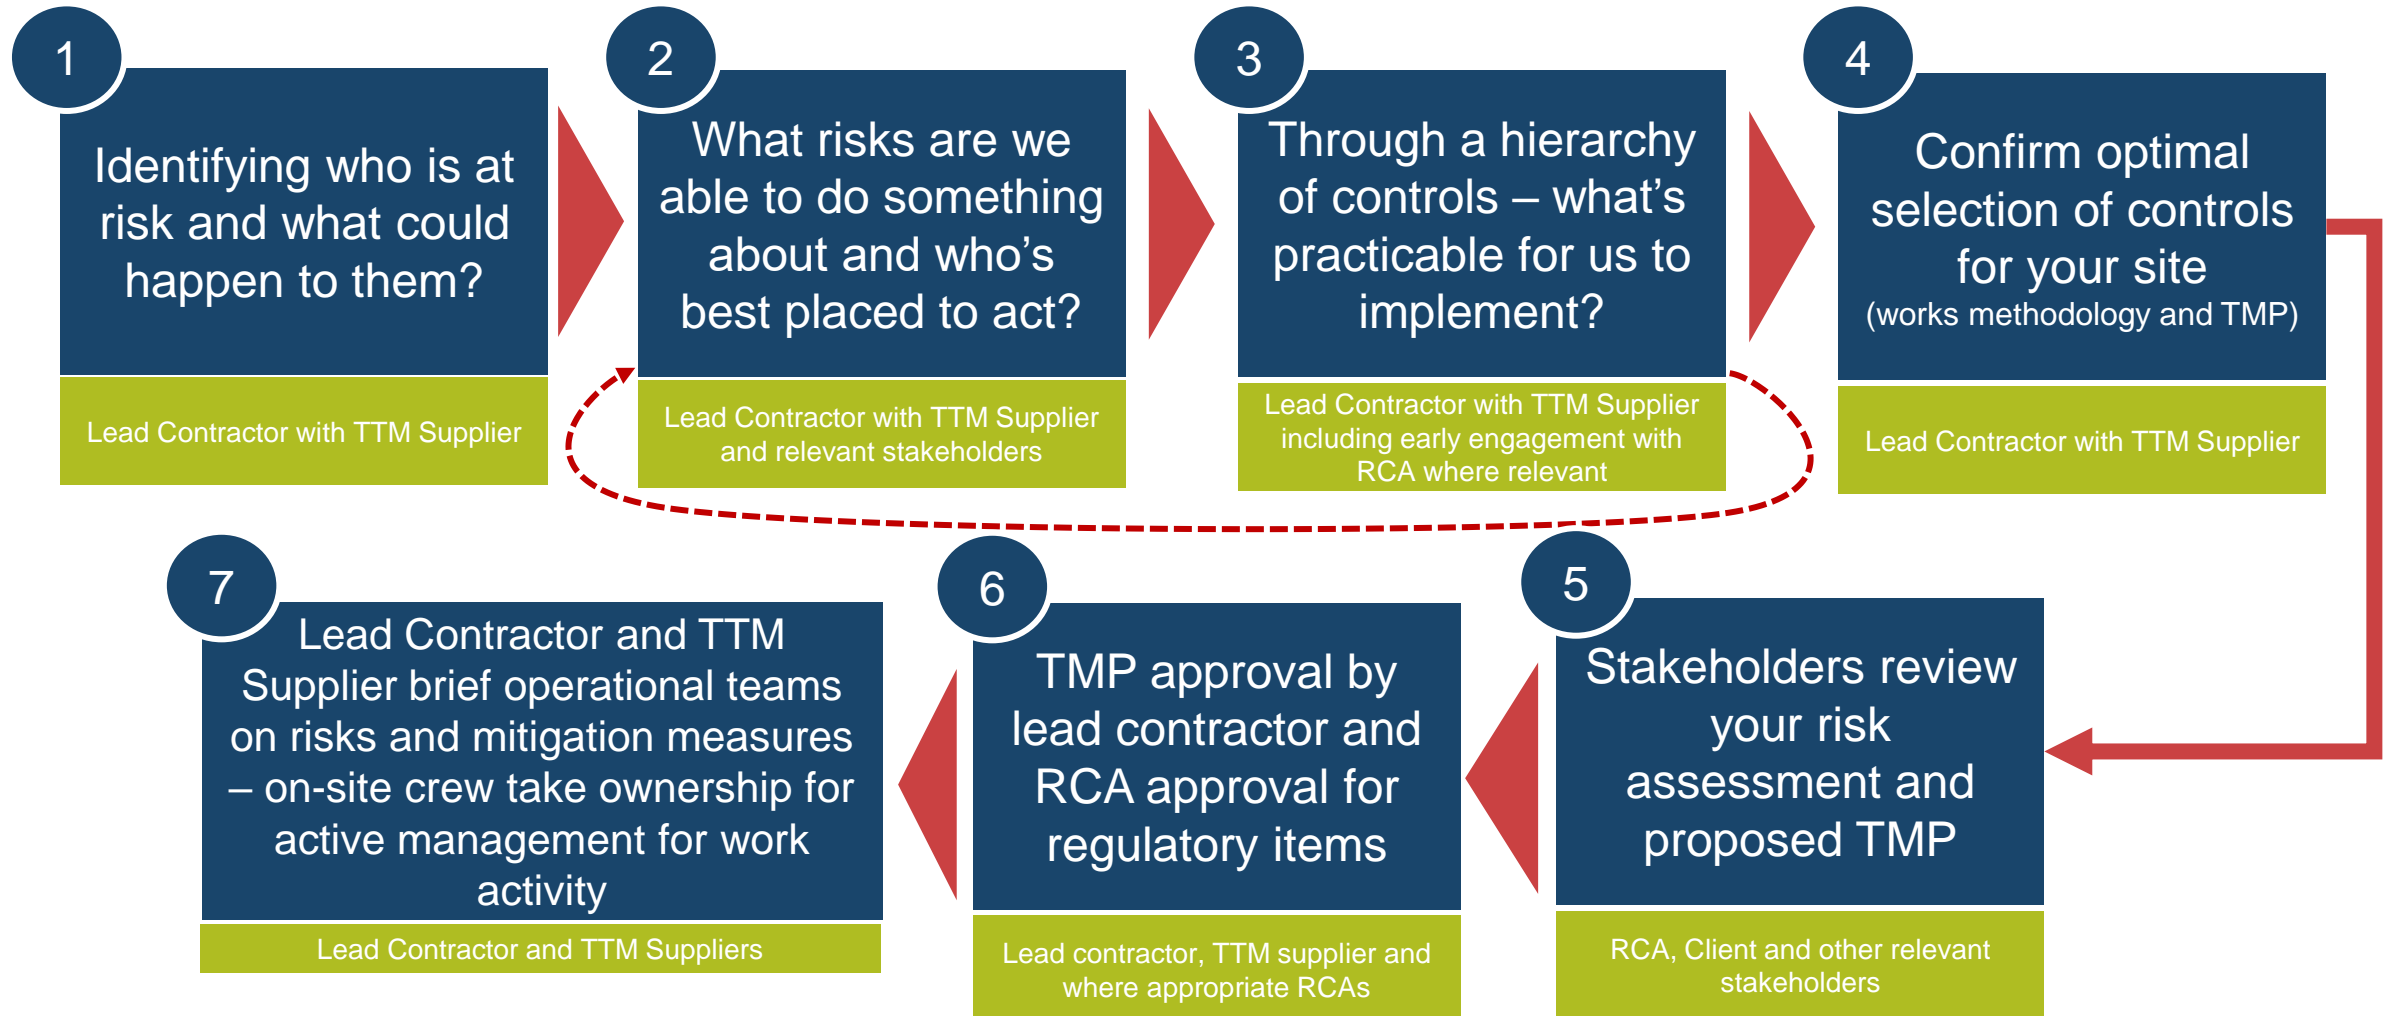 1
Identifying who is at
risk and what could
happen to them?
Lead Contractor with TTM Supplier
2
What risks are we
able to do something
about and who’s
best placed to act?
Lead Contractor with TTM Supplier
and relevant stakeholders
3
Through a hierarchy
of controls – what’s
practicable for us to
implement?
Lead Contractor with TTM Supplier
including early engagement with
RCA where relevant
4
Confirm optimal
selection of controls
for your site
(works methodology and TMP)
Lead Contractor with TTM Supplier
5
Stakeholders review
your risk
assessment and
proposed TMP
RCA, Client and other relevant
stakeholders
6
TMP approval by
lead contractor and
RCA approval for
regulatory items
Lead contractor, TTM supplier and
where appropriate RCAs
7
Lead Contractor and TTM
Supplier brief operational teams
on risks and mitigation measures
– on-site crew take ownership for
active management for work
activity
Lead Contractor and TTM Suppliers